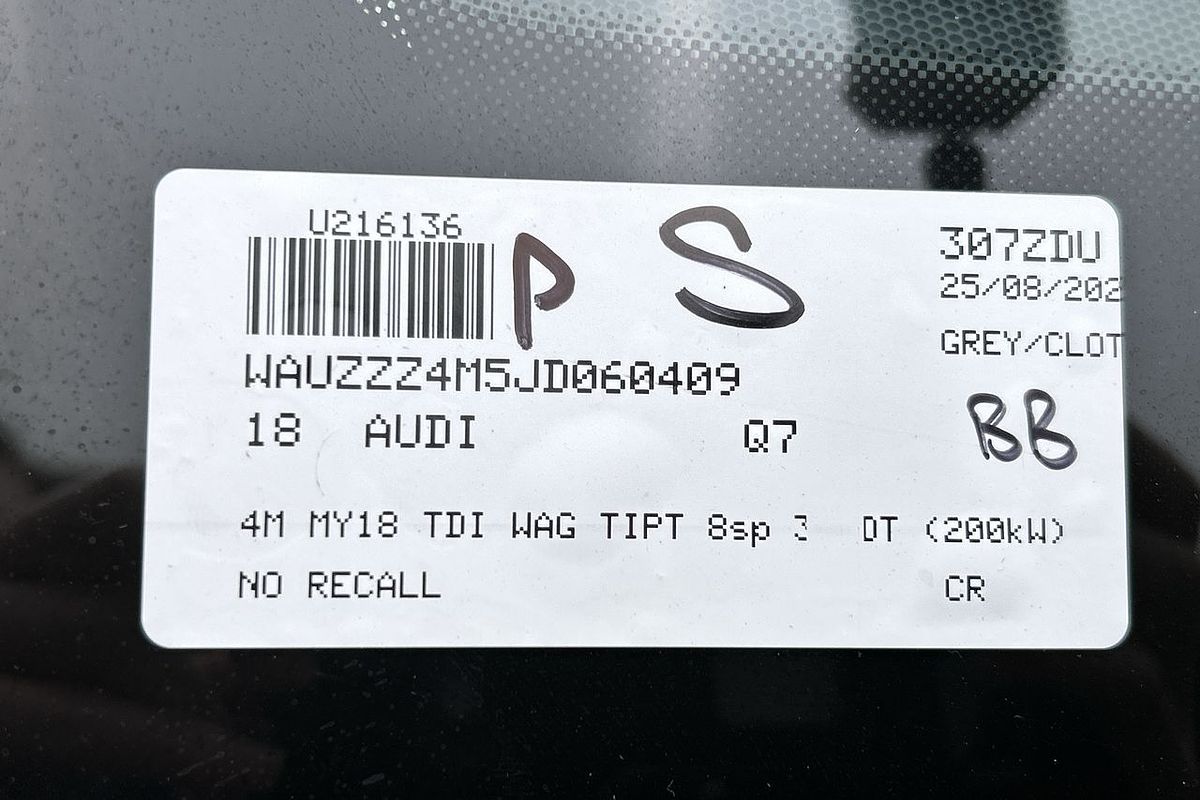 U216136
P S
307ZDU
25/08/202
GREY/CLOT
WAUZZZ4M5JD060409
18 AUDI Q7
BB
4M MY18 TDI WAG TIPT 8sp DT (200kW)
NO RECALL CR